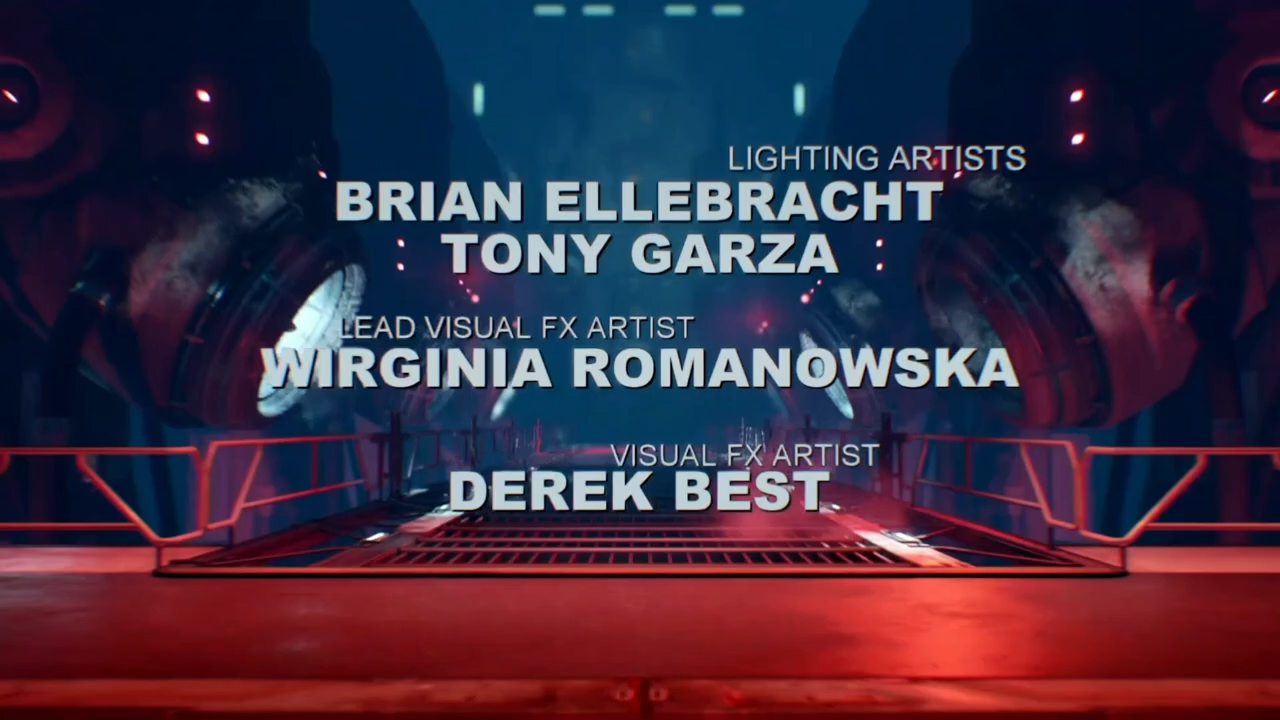 LIGHTING ARTISTS
BRIAN ELLEBRACHT
TONY GARZA
LEAD VISUAL FX ARTIST
WIRGINIA ROMANOWSKA
VISUAL FX ARTIST
DEREK BEST